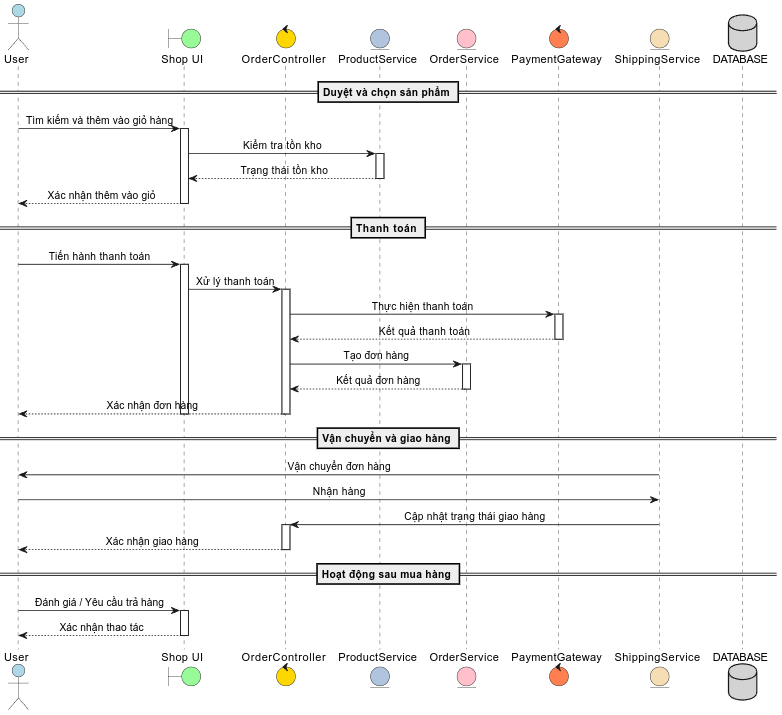 User Shop UI OrderController ProductService OrderService PaymentGateway ShippingService DATABASE
Duyệt và chọn sản phẩm
Tìm kiếm và thêm vào giỏ hàng
Kiểm tra tồn kho
Trạng thái tồn kho
Xác nhận thêm vào giỏ
Thanh toán
Tiến hành thanh toán
Xử lý thanh toán
Thực hiện thanh toán
Kết quả thanh toán
Tạo đơn hàng
Kết quả đơn hàng
Xác nhận đơn hàng
Vận chuyển và giao hàng
Vận chuyển đơn hàng
Nhận hàng
Cập nhật trạng thái giao hàng
Xác nhận giao hàng
Hoạt động sau mua hàng
Đánh giá / Yêu cầu trả hàng
Xác nhận thao tác
User Shop UI OrderController ProductService OrderService PaymentGateway ShippingService DATABASE